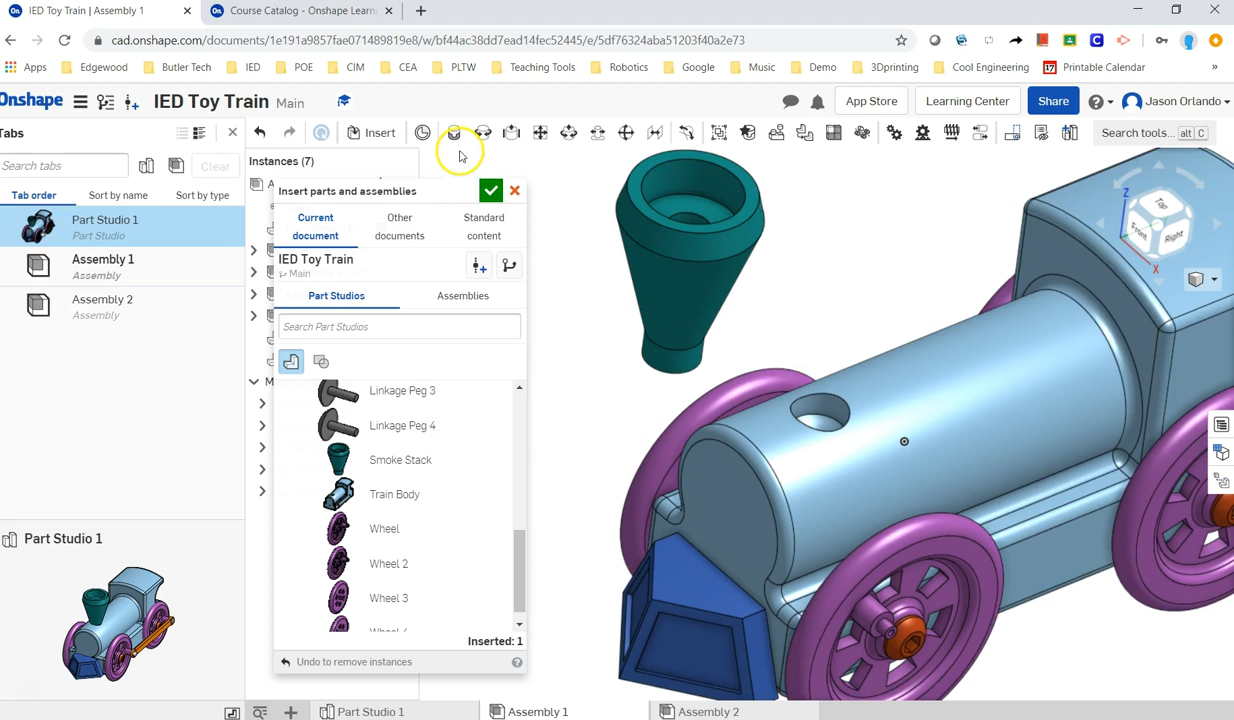 IED Toy Train | Assembly 1
Course Catalog - Onshape Learn
cad.onshape.com/documents/1e191a9857fae071489819d8e/w/bf44ac38dd7ead14fec52445/e/5df76324aba51203f40a2e73
Apps Edgewood Butler Tech IED POE CIM CEA PLTW Teaching Tools Robotics Google Music Demo 3Dprinting Cool Engineering 17 Printable Calendar »
Onshape IED Toy Train Main App Store Learning Center Share Jason Orlando
Tabs
Insert
Search tools... alt C
Search tabs
Clear
Instances (7)
Tab order Sort by name Sort by type
Part Studio 1
Part Studio
Assembly 1
Assembly
Assembly 2
Assembly
Insert parts and assemblies
Current document
Other documents
Standard content
IED Toy Train
Main
Part Studios Assemblies
Search Part Studios
Linkage Peg 3
Linkage Peg 4
Smoke Stack
Train Body
Wheel
Wheel 2
Wheel 3
Inserted: 1
Undo to remove instances
Part Studio 1
Z
Top
Front
Right
X
Part Studio 1 Assembly 1 Assembly 2